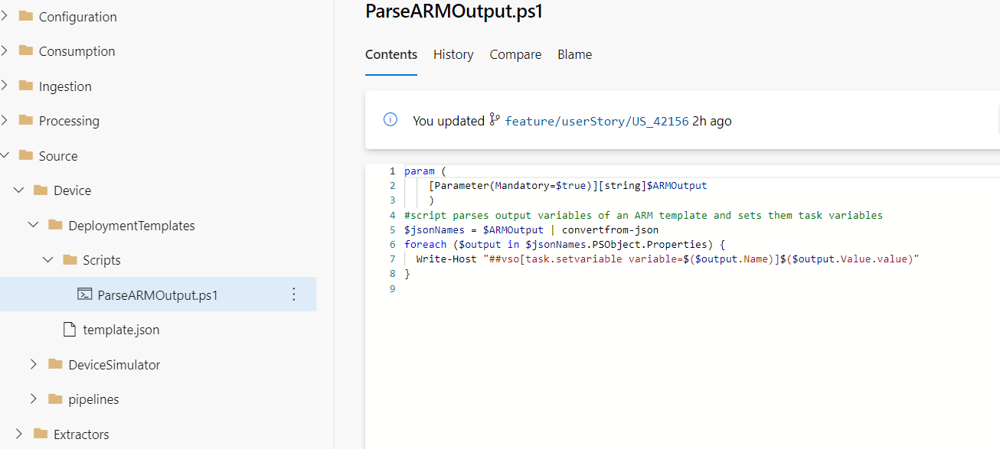 Configuration
Consumption
Ingestion
Processing
Source
Device
DeploymentTemplates
Scripts
ParseARMOutput.ps1
template.json
DeviceSimulator
pipelines
Extractors
ParseARMOutput.ps1
Contents History Compare Blame
You updated feature/userStory/US_42156 2h ago
1 param (
2 [Parameter(Mandatory=$true)][string]$ARMOutput
3 )
4 #script parses output variables of an ARM template and sets them task variables
5 $jsonNames = $ARMOutput | convertfrom-json
6 foreach ($output in $jsonNames.PSObject.Properties) {
7 Write-Host "##vso[task.setvariable variable=$($output.Name)]$($output.Value.value)"
8 }
9